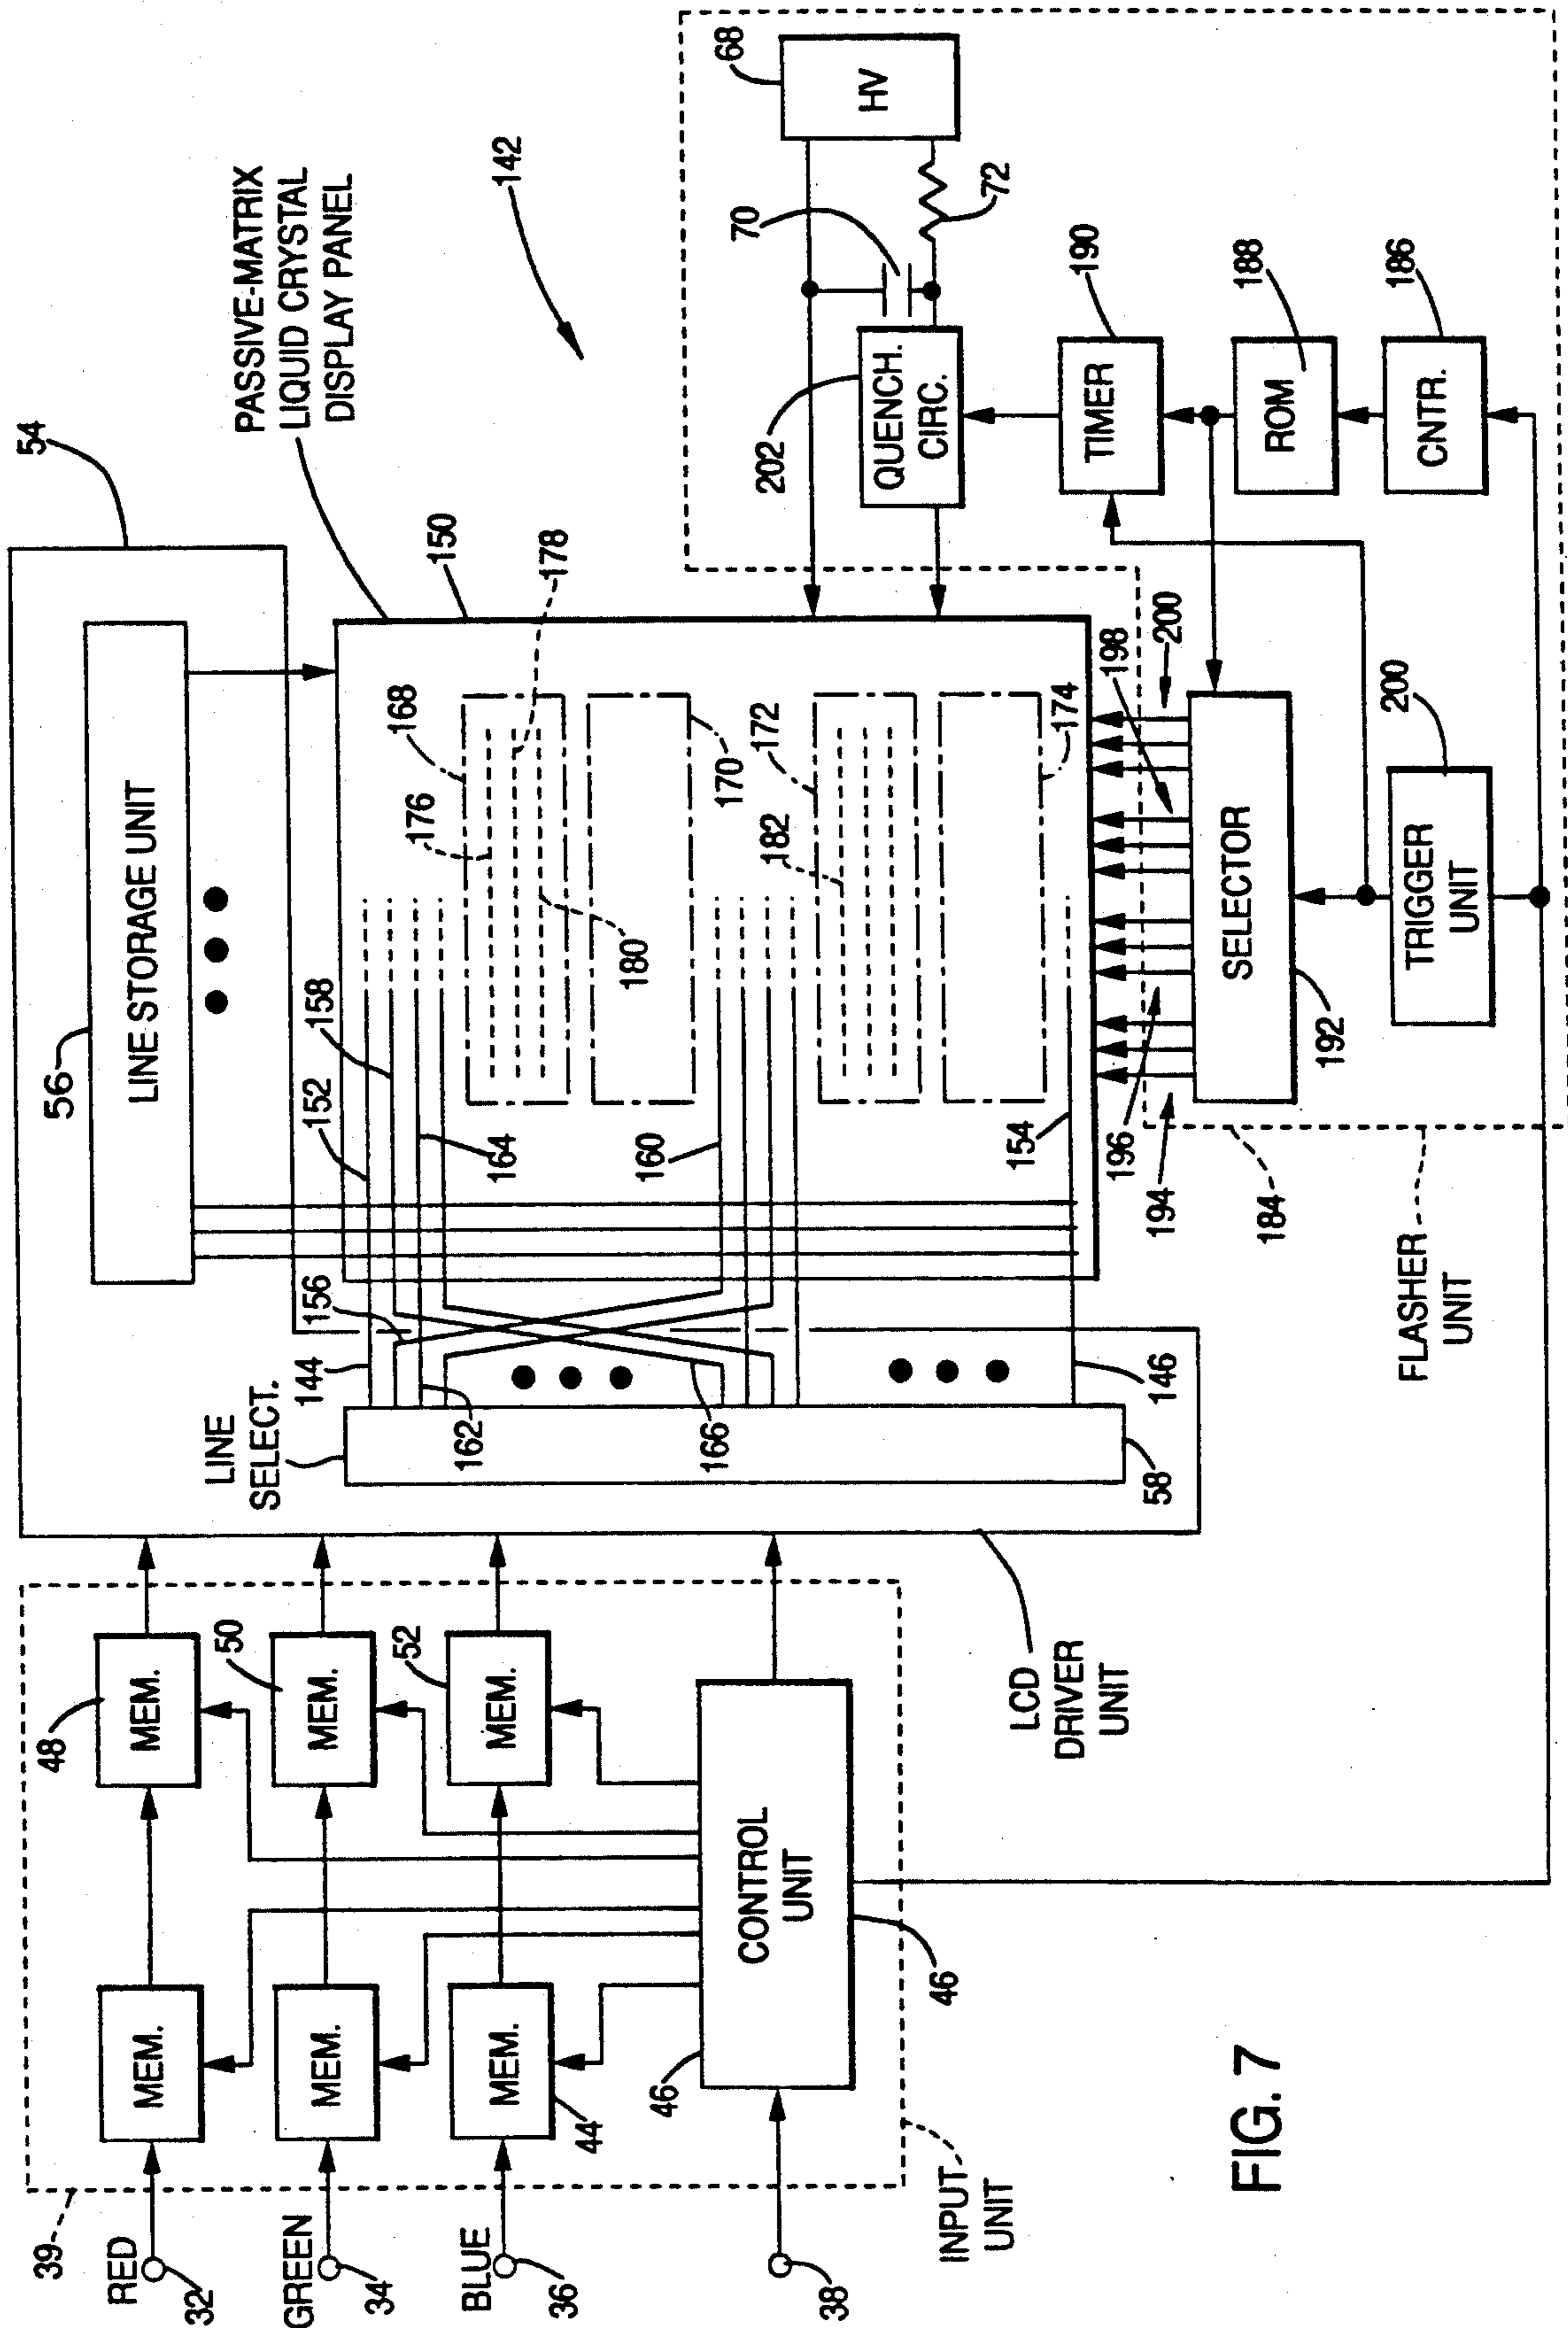 54
56
LINE STORAGE UNIT
PASSIVE-MATRIX
LIQUID CRYSTAL
DISPLAY PANEL
142
150
68
HV
70
72
202
QUENCH.
CIRC.
190
TIMER
188
ROM
186
CNTR.
LINE
SELECT.
144
156
152
158
164
162
166
160
154
146
58
168
176
178
180
170
172
182
174
194
196
198
200
SELECTOR
192
200
TRIGGER
UNIT
184
FLASHER
UNIT
39
RED
32
MEM.
48
MEM.
GREEN
34
MEM.
50
MEM.
BLUE
36
MEM.
44
52
MEM.
38
46
CONTROL
UNIT
46
INPUT
UNIT
LCD
DRIVER
UNIT
FIG. 7